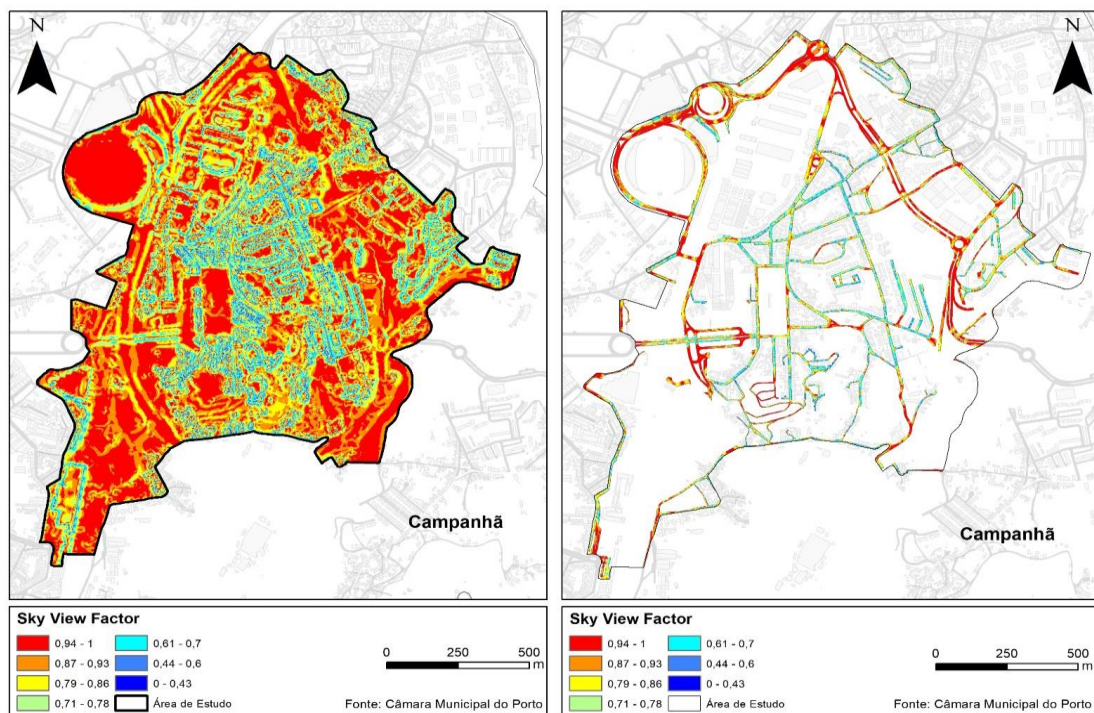 N
Campanhã
Sky View Factor
0,94 - 1
0,87 - 0,93
0,79 - 0,86
0,71 - 0,78
0,61 - 0,7
0,44 - 0,6
0 - 0,43
Área de Estudo
0 250 500
m
Fonte: Câmara Municipal do Porto
N
Campanhã
Sky View Factor
0,94 - 1
0,87 - 0,93
0,79 - 0,86
0,71 - 0,78
0,61 - 0,7
0,44 - 0,6
0 - 0,43
Área de Estudo
0 250 500
m
Fonte: Câmara Municipal do Porto